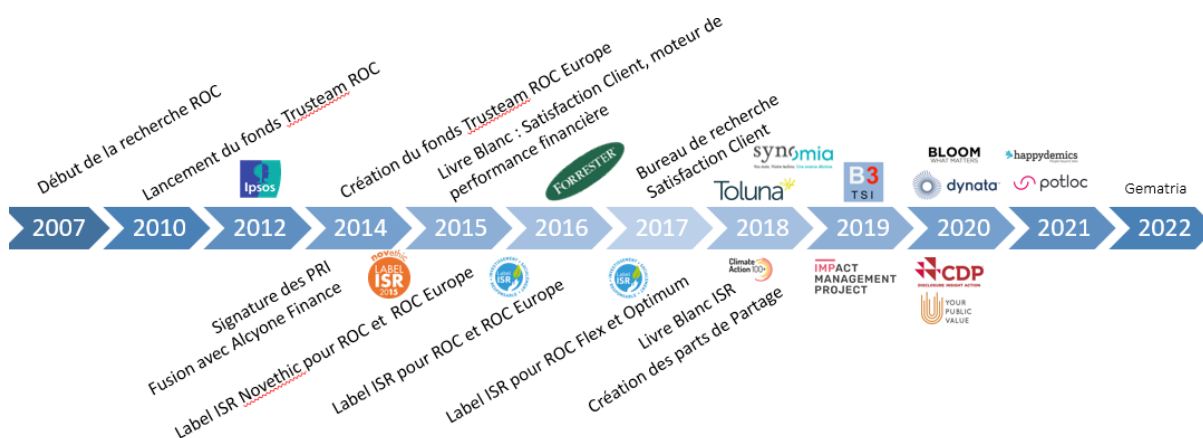 Début de la recherche ROC
Lancement du fonds Trusteam ROC
Ipsos
Création du fonds Trusteam ROC Europe
Livre Blanc : Satisfaction Client, moteur de
performance financière
FORRESTER
Bureau de recherche
Satisfaction Client
synomia
Toluna
B3
TSI
BLOOM
WHAT MATTERS
dynata
happydemics
potloc
Gematria
2007
2010
2012
2014
2015
2016
2017
2018
2019
2020
2021
2022
Signature des PRI
Fusion avec Alcyone Finance
novethic
LABEL
ISR
2015
Label ISR Novethic pour ROC et ROC Europe
Label
ISR
Label ISR pour ROC et ROC Europe
Label
ISR
Label ISR pour ROC Flex et Optimum
Climate
Action 100+
Livre Blanc ISR
Création des parts de Partage
IMPACT
MANAGEMENT
PROJECT
CDP
DISCLOSURE INSIGHT ACTION
YOUR
PUBLIC
VALUE